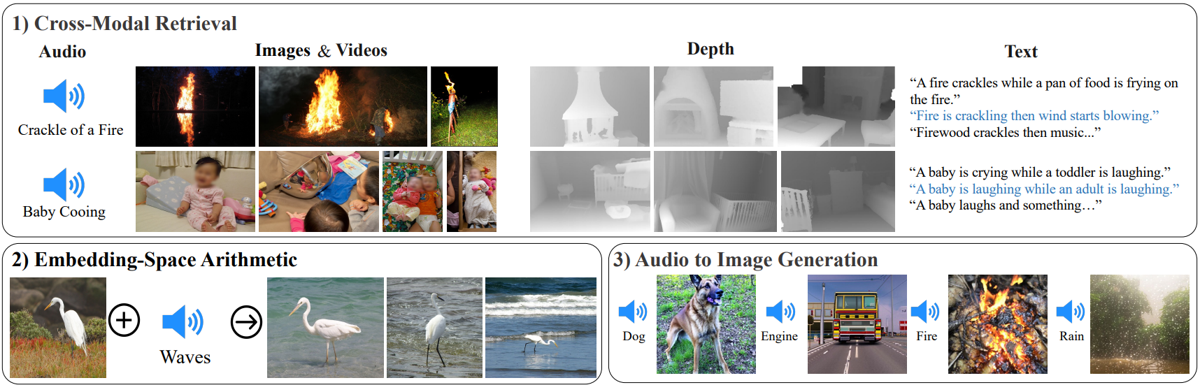 1) Cross-Modal Retrieval
Audio
Images & Videos
Depth
Text
Crackle of a Fire
“A fire crackles while a pan of food is frying on
the fire.”
“Fire is crackling then wind starts blowing.”
“Firewood crackles then music...”
Baby Cooing
“A baby is crying while a toddler is laughing.”
“A baby is laughing while an adult is laughing.”
“A baby laughs and something…”
2) Embedding-Space Arithmetic
Waves
3) Audio to Image Generation
Dog
Engine
Fire
Rain